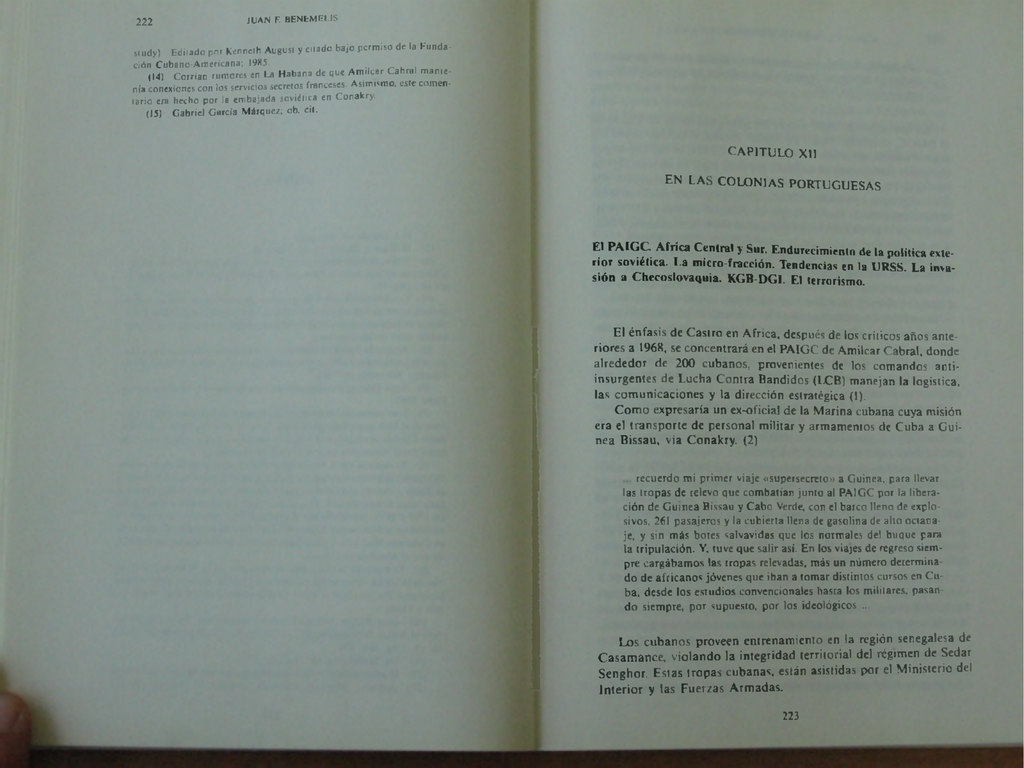 222 JUAN F. BENEMELIS
study) Editado por Kenneth August y citado bajo permiso de la Funda-
ción Cubano-Americana; 1985.
(14) Corrían rumores en La Habana de que Amílcar Cabral mante-
nía conexiones con los servicios secretos franceses. Asimismo, este comen-
tario era hecho por la embajada soviética en Conakry.
(15) Gabriel García Márquez; ob. cit.
CAPITULO XII
EN LAS COLONIAS PORTUGUESAS
El PAIGC. Africa Central y Sur. Endurecimiento de la política exte-
rior soviética. La micro-fracción. Tendencias en la URSS. La inva-
sión a Checoslovaquia. KGB-DGI. El terrorismo.
El énfasis de Castro en Africa, después de los críticos años ante-
riores a 1968, se concentrará en el PAIGC de Amílcar Cabral, donde
alrededor de 200 cubanos, provenientes de los comandos anti-
insurgentes de Lucha Contra Bandidos (LCB) manejan la logística,
las comunicaciones y la dirección estratégica (1).
Como expresaría un ex-oficial de la Marina cubana cuya misión
era el transporte de personal militar y armamentos de Cuba a Gui-
nea Bissau, vía Conakry. (2)
... recuerdo mi primer viaje «supersecreto» a Guinea, para llevar
las tropas de relevo que combatían junto al PAIGC por la libera-
ción de Guinea Bissau y Cabo Verde, con el barco lleno de explo-
sivos, 261 pasajeros y la cubierta llena de gasolina de alto octana-
je, y sin más botes salvavidas que los normales del buque para
la tripulación. Y, tuve que salir así. En los viajes de regreso siem-
pre cargábamos las tropas relevadas, más un número determina-
do de africanos jóvenes que iban a tomar distintos cursos en Cu-
ba, desde los estudios convencionales hasta los militares, pasan-
do siempre, por supuesto, por los ideológicos ...
Los cubanos proveen entrenamiento en la región senegalesa de
Casamance, violando la integridad territorial del régimen de Sedar
Senghor. Estas tropas cubanas, están asistidas por el Ministerio del
Interior y las Fuerzas Armadas.
223